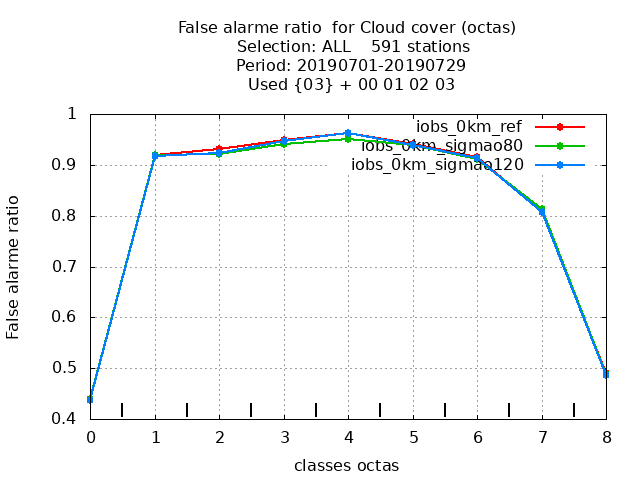 False alarme ratio  for Cloud cover (octas)
Selection: ALL    591 stations
Period: 20190701-20190729
Used {03} + 00 01 02 03
iobs_0km_ref
iobs_0km_sigmao80
iobs_0km_sigmao120
False alarme ratio
1
0.9
0.8
0.7
0.6
0.5
0.4
0 1 2 3 4 5 6 7 8
classes octas